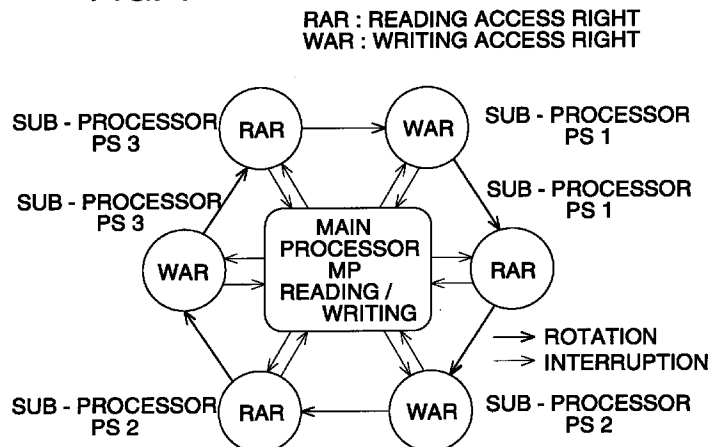 RAR : READING ACCESS RIGHT
WAR : WRITING ACCESS RIGHT
SUB - PROCESSOR
PS 3
RAR
WAR
SUB - PROCESSOR
PS 1
SUB - PROCESSOR
PS 3
SUB - PROCESSOR
PS 1
WAR
MAIN
PROCESSOR
MP
READING /
WRITING
RAR
ROTATION
INTERRUPTION
SUB - PROCESSOR
PS 2
RAR
WAR
SUB - PROCESSOR
PS 2